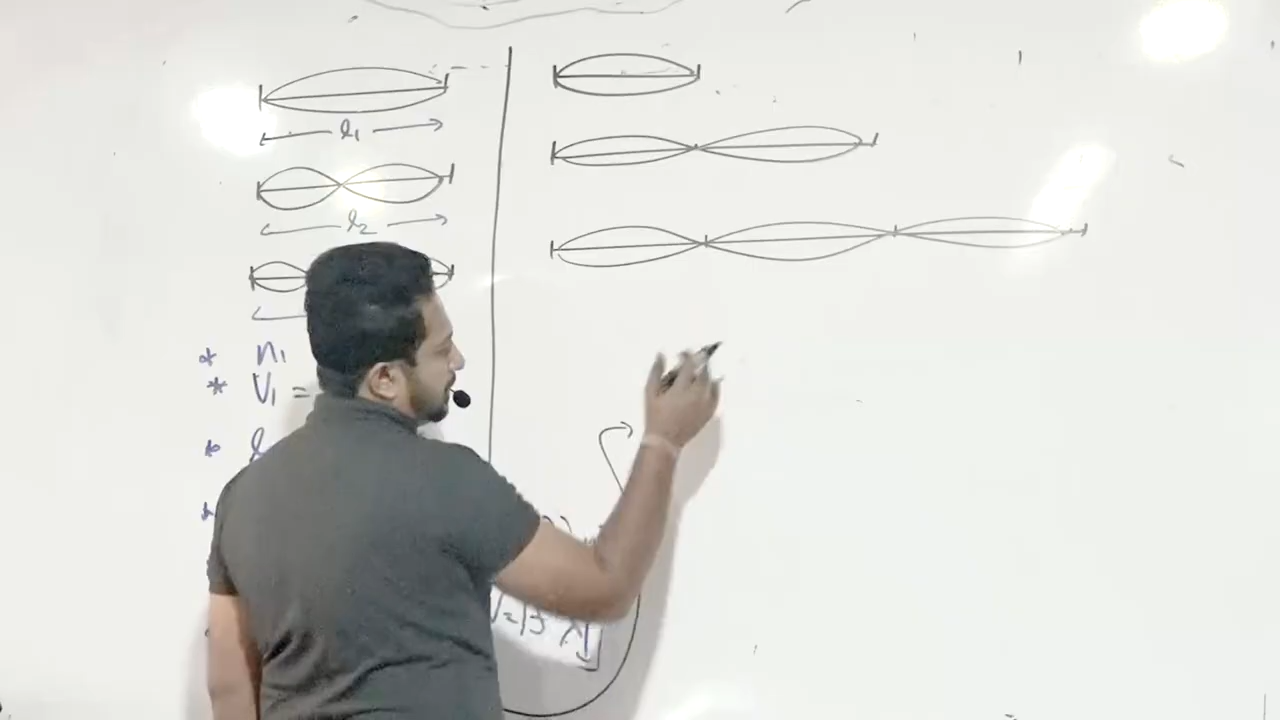 l₁
l₂
* n₁
* V₁ =
* l
*
V = f λ